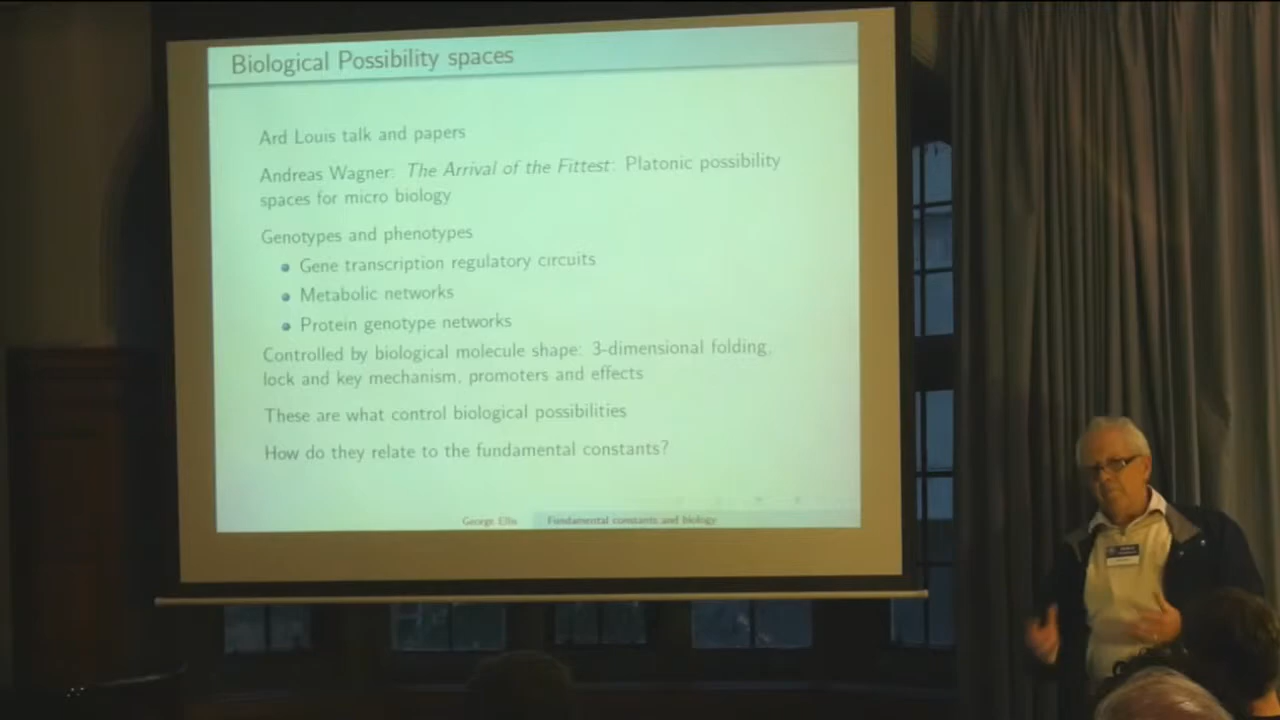 Biological Possibility spaces
Ard Louis talk and papers
Andreas Wagner: The Arrival of the Fittest: Platonic possibility
spaces for micro biology
Genotypes and phenotypes
Gene transcription regulatory circuits
Metabolic networks
Protein genotype networks
Controlled by biological molecule shape: 3-dimensional folding,
lock and key mechanism, promoters and effects
These are what control biological possibilities
How do they relate to the fundamental constants?
George Ellis Fundamental constants and biology